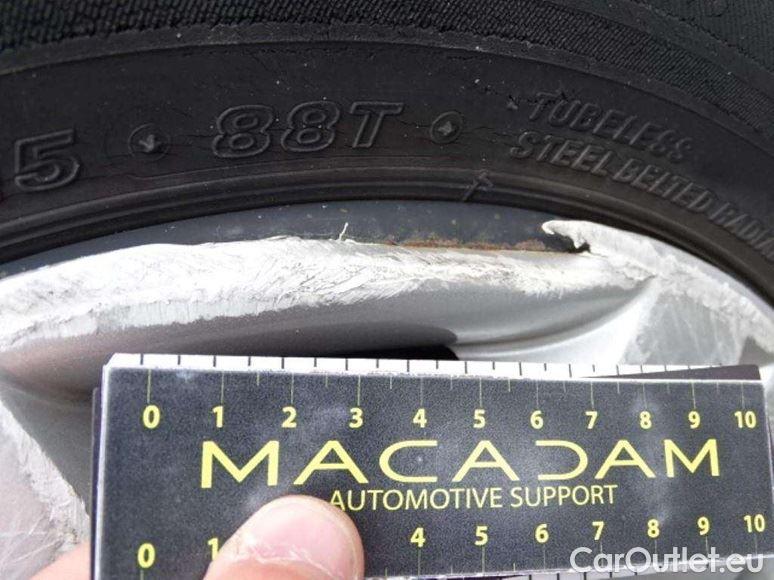 5 88T TUBELESS
STEEL BELTED RADIA
0 1 2 3 4 5 6 7 8 9 10
MACADAM
AUTOMOTIVE SUPPORT
0 1 4 5 6 7 8 9 10
CarOutlet.eu